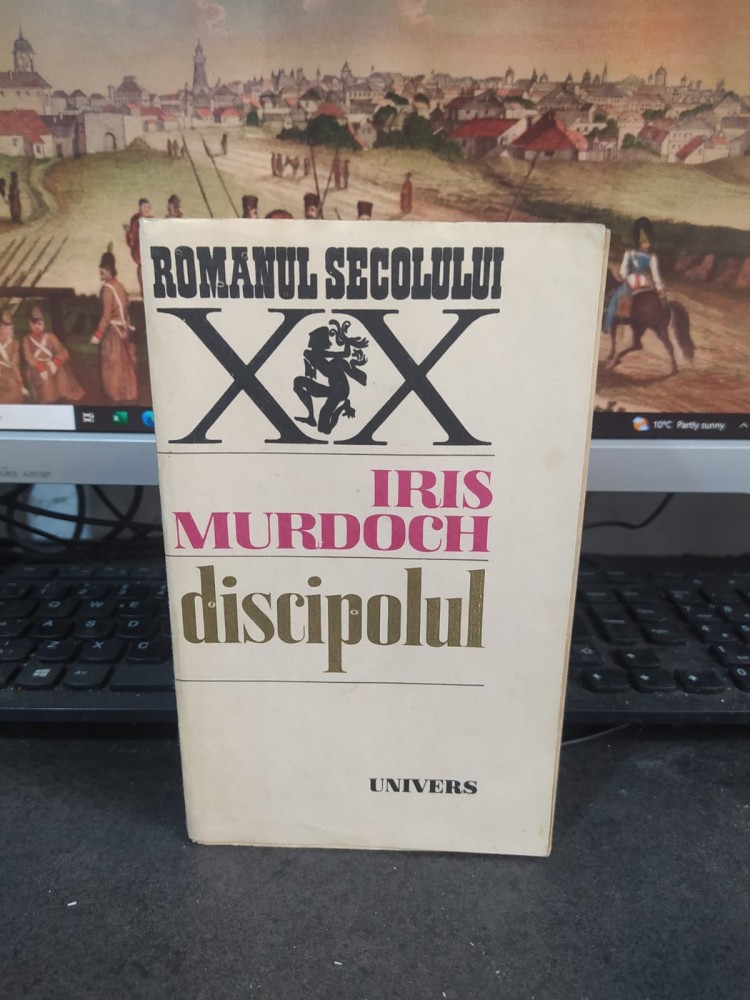 ROMANUL SECOLULUI
XX
IRIS
MURDOCH
discipolul
UNIVERS
10°C Partly sunny